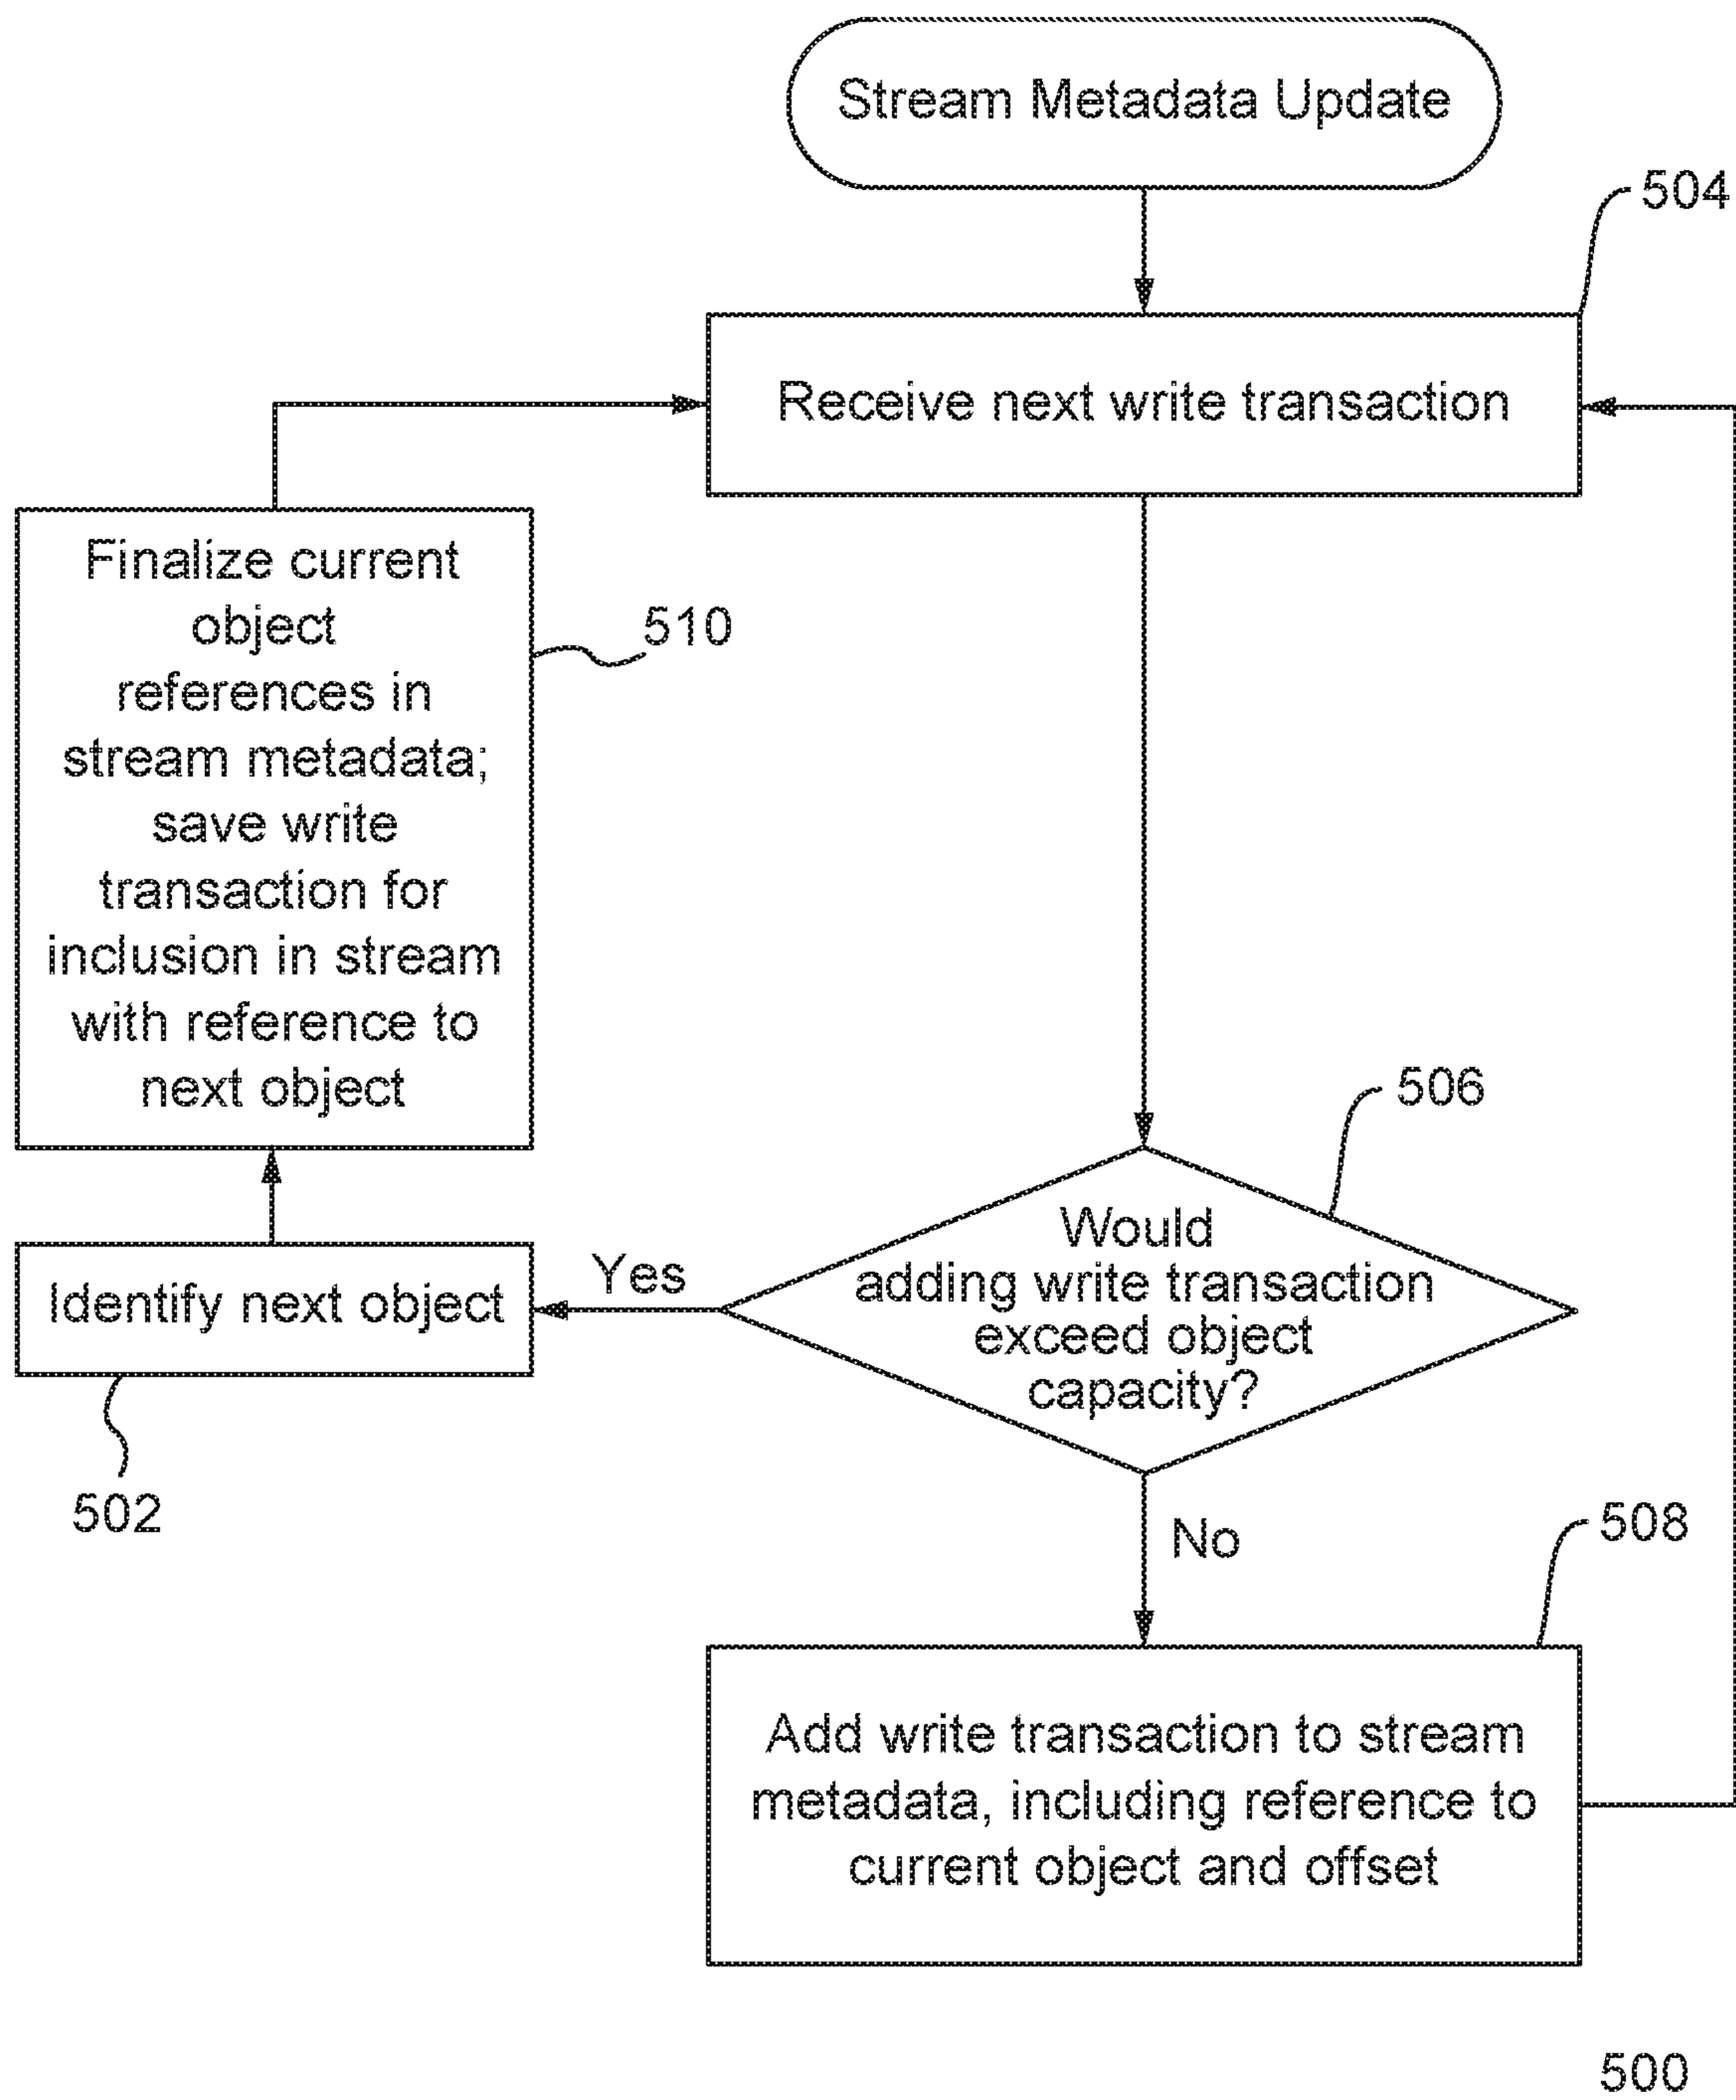 Stream Metadata Update
504
Receive next write transaction
Finalize current
object
references in
stream metadata;
save write
transaction for
inclusion in stream
with reference to
next object
510
506
Would
adding write transaction
exceed object
capacity?
Yes
Identify next object
502
No
508
Add write transaction to stream
metadata, including reference to
current object and offset
500